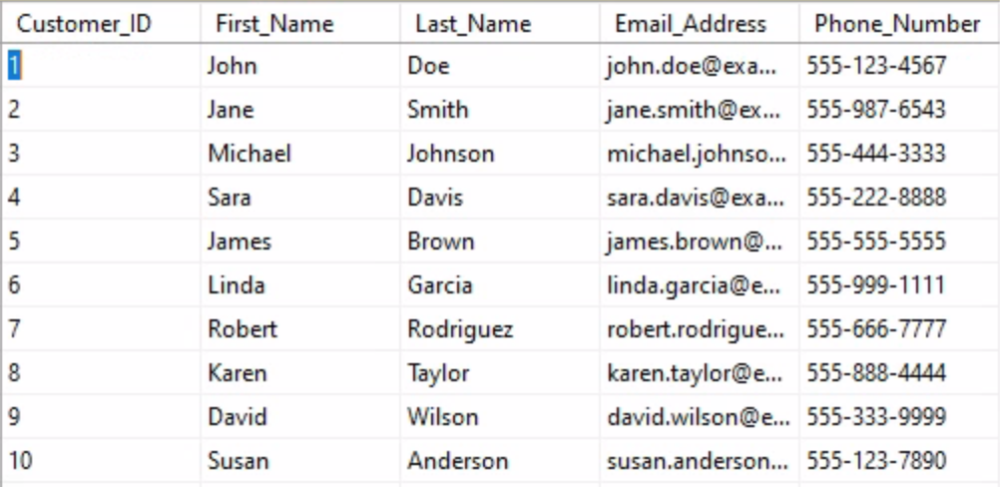 Customer_ID First_Name Last_Name Email_Address Phone_Number
1 John Doe john.doe@exa... 555-123-4567
2 Jane Smith jane.smith@ex... 555-987-6543
3 Michael Johnson michael.johnso... 555-444-3333
4 Sara Davis sara.davis@exa... 555-222-8888
5 James Brown james.brown@... 555-555-5555
6 Linda Garcia linda.garcia@e... 555-999-1111
7 Robert Rodriguez robert.rodrigue... 555-666-7777
8 Karen Taylor karen.taylor@e... 555-888-4444
9 David Wilson david.wilson@e... 555-333-9999
10 Susan Anderson susan.anderson... 555-123-7890